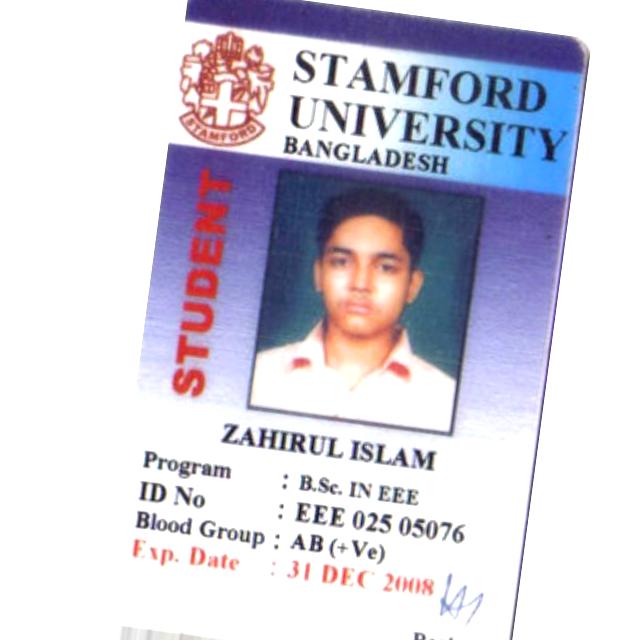 STAMFORD
UNIVERSITY
BANGLADESH
STAMFORD
STUDENT
ZAHIRUL ISLAM
Program : B.Sc. IN EEE
ID No : EEE 025 05076
Blood Group : AB (+Ve)
Exp. Date : 31 DEC 2008